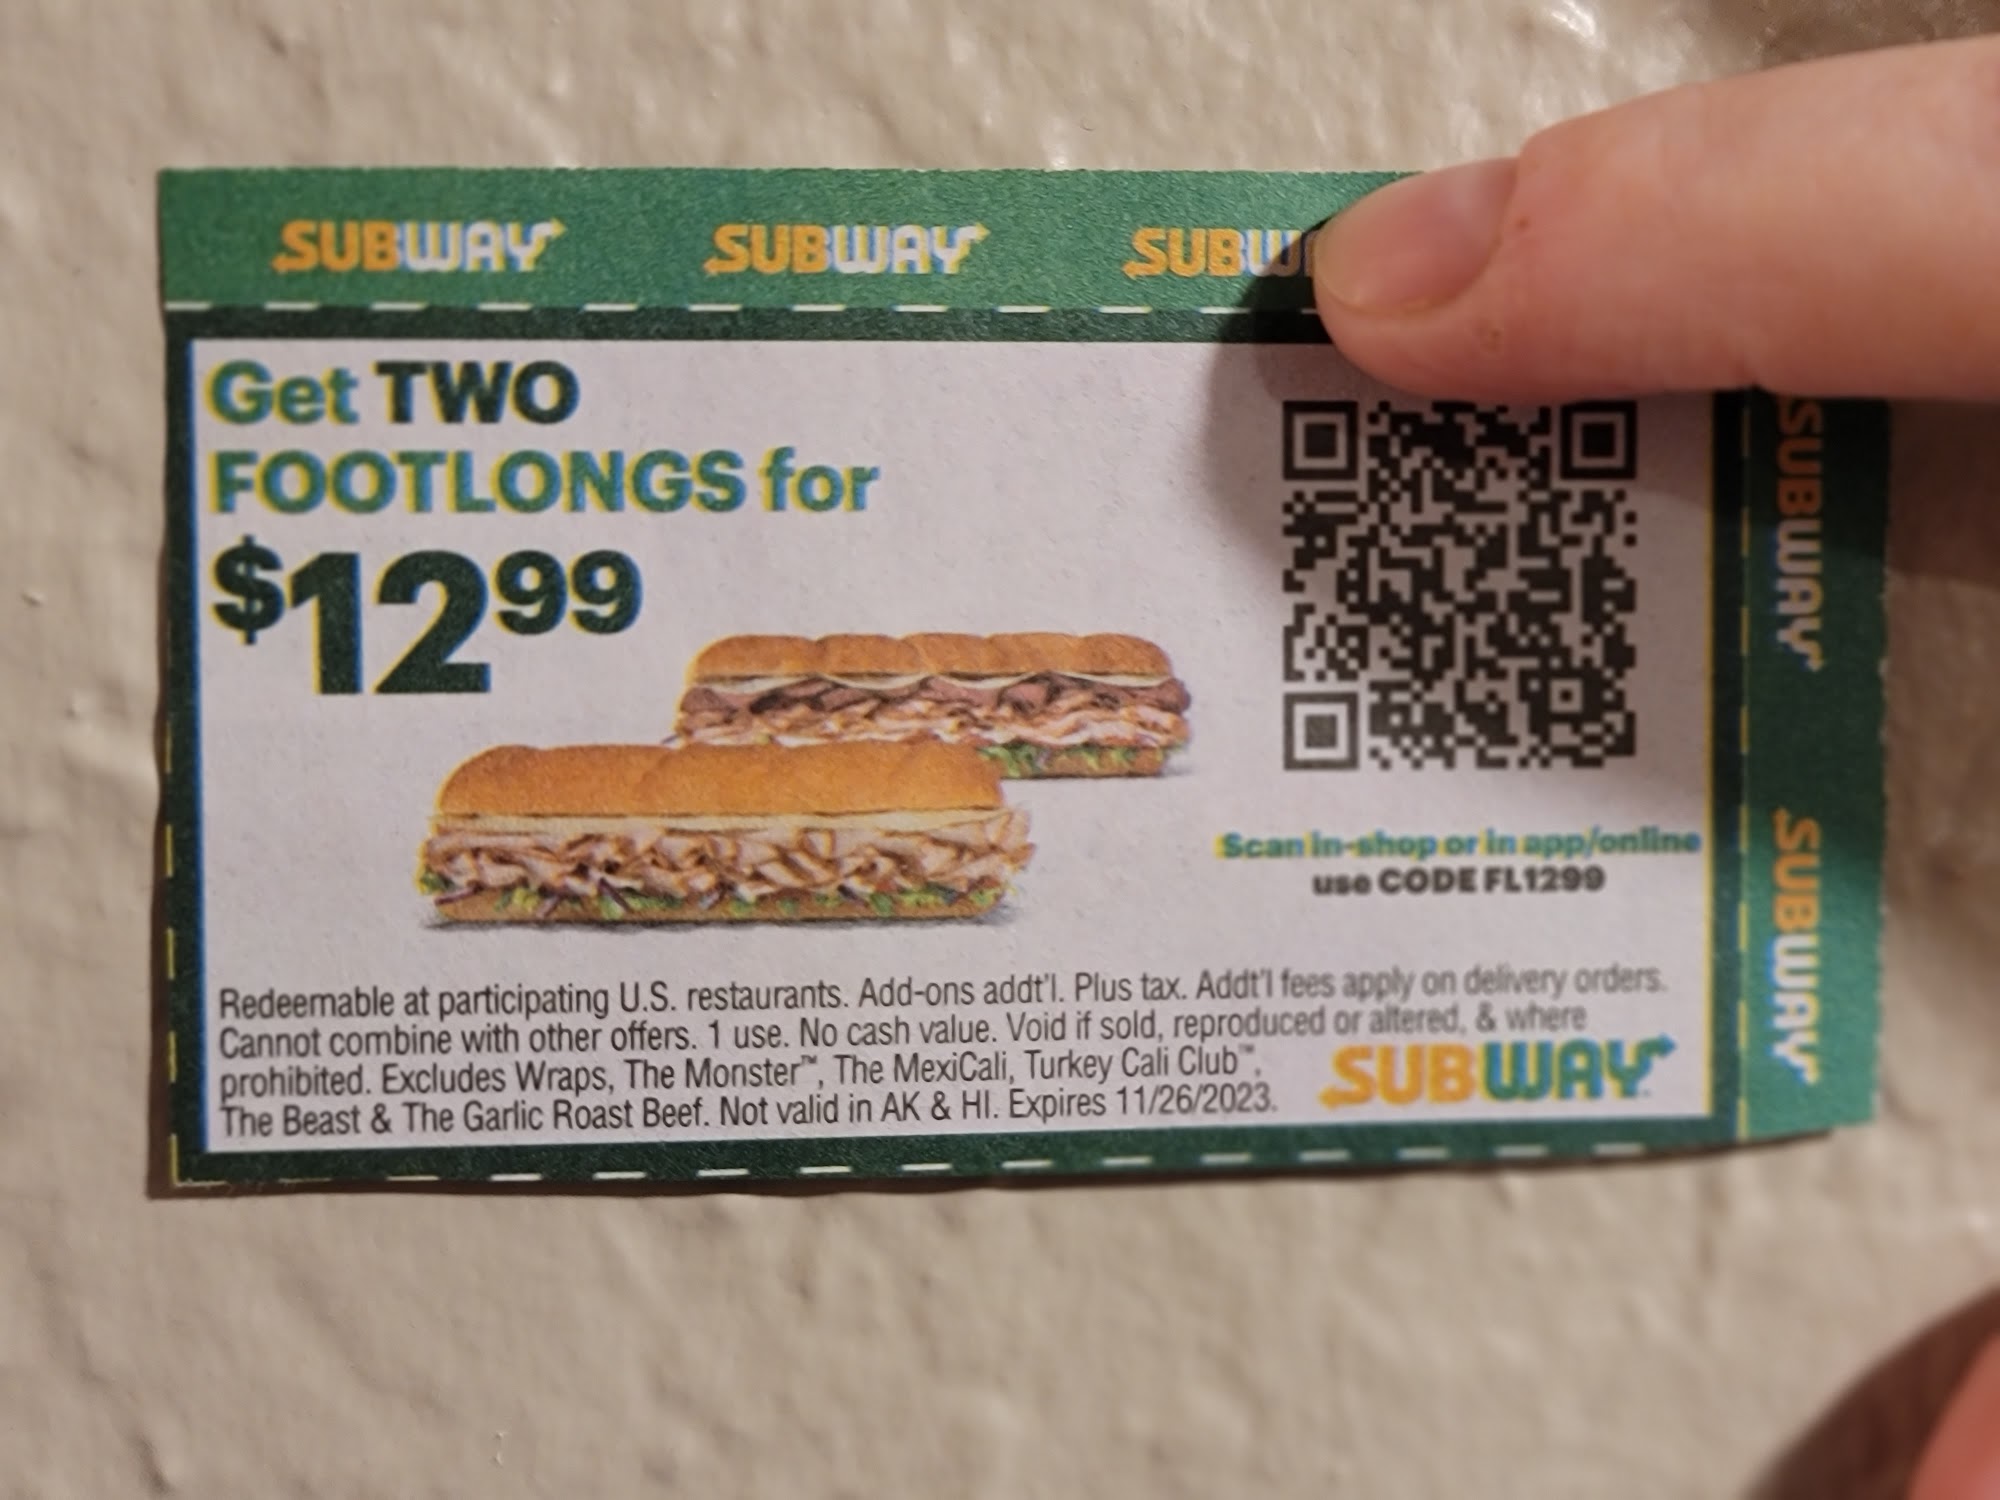 SUBWAY SUBWAY SUBW
Get TWO
FOOTLONGS for
$12⁹⁹
Scan in-shop or in app/online
use CODE FL1299
Redeemable at participating U.S. restaurants. Add-ons addt'l. Plus tax. Addt'l fees apply on delivery orders.
Cannot combine with other offers. 1 use. No cash value. Void if sold, reproduced or altered, & where
prohibited. Excludes Wraps, The Monster™, The MexiCali, Turkey Cali Club™,
The Beast & The Garlic Roast Beef. Not valid in AK & HI. Expires 11/26/2023.
SUBWAY
SUBWAY
SUBWAY